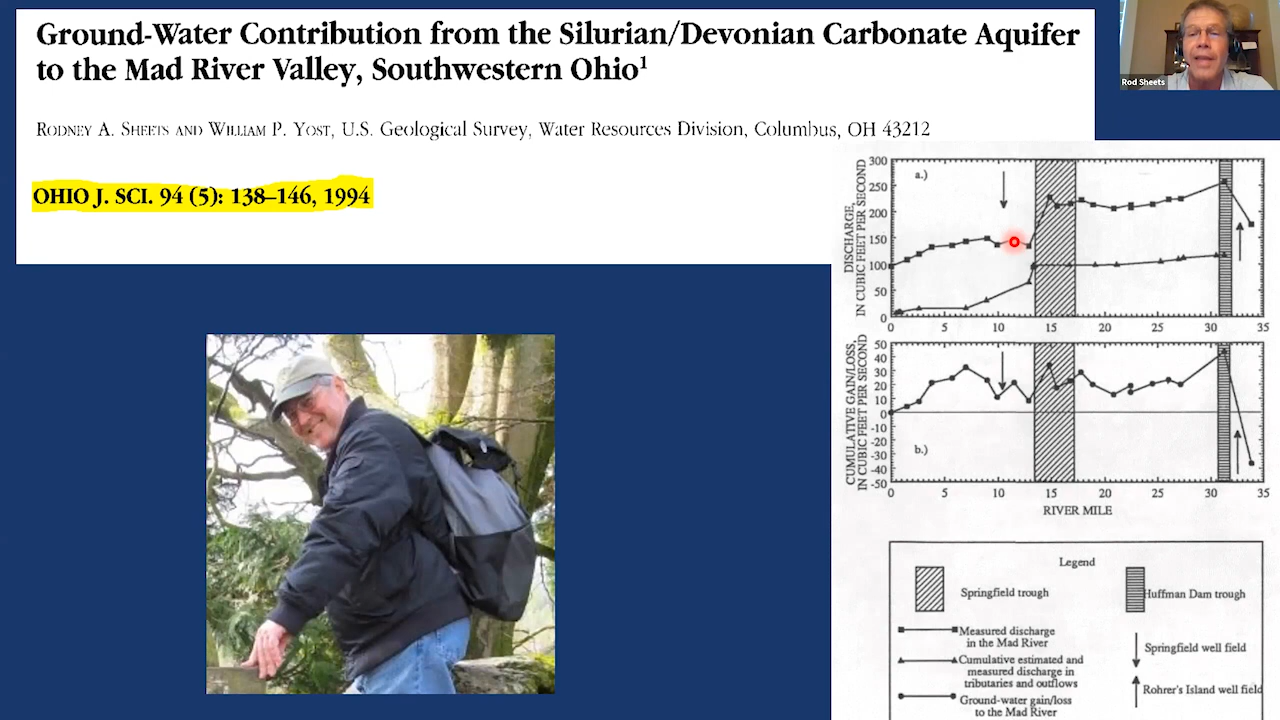 Ground-Water Contribution from the Silurian/Devonian Carbonate Aquifer
to the Mad River Valley, Southwestern Ohio¹
RODNEY A. SHEETS AND WILLIAM P. YOST, U.S. Geological Survey, Water Resources Division, Columbus, OH 43212
OHIO J. SCI. 94 (5): 138–146, 1994
Rod Sheets
DISCHARGE,
IN CUBIC FEET PER SECOND
300
250
200
150
100
50
0
a.)
0 5 10 15 20 25 30 35
CUMULATIVE GAIN/LOSS,
IN CUBIC FEET PER SECOND
50
40
30
20
10
0
-10
-20
-30
-40
-50
b.)
0 5 10 15 20 25 30 35
RIVER MILE
Legend
Springfield trough
Huffman Dam trough
Measured discharge
in the Mad River
Springfield well field
Cumulative estimated and
measured discharge in
tributaries and outflows
Rohrer's Island well field
Ground-water gain/loss
to the Mad River